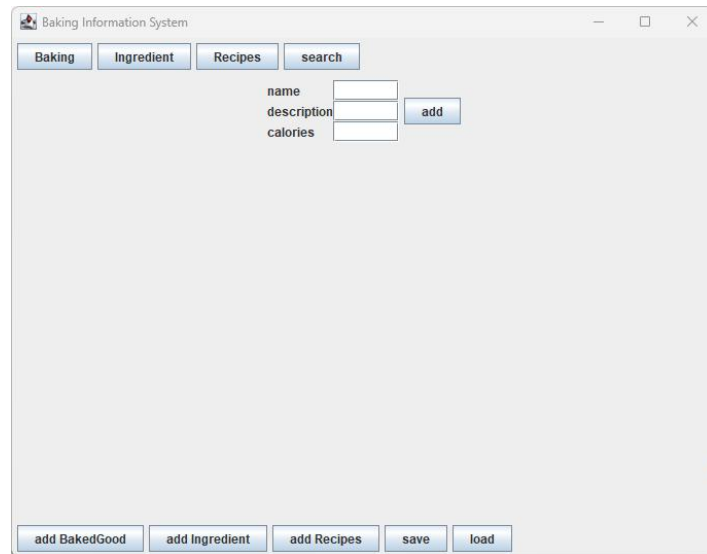 Baking Information System
Baking Ingredient Recipes search
name
description add
calories
add BakedGood add Ingredient add Recipes save load